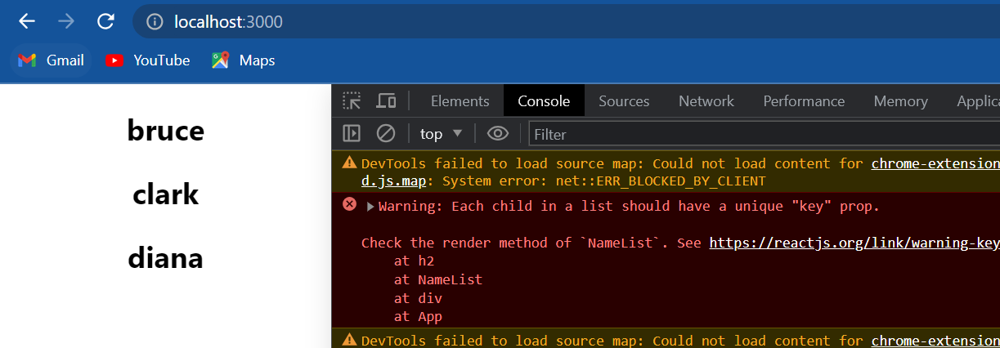 localhost:3000
Gmail YouTube Maps
bruce
clark
diana
Elements Console Sources Network Performance Memory Applica
top Filter
DevTools failed to load source map: Could not load content for chrome-extension
d.js.map: System error: net::ERR_BLOCKED_BY_CLIENT
Warning: Each child in a list should have a unique "key" prop.
Check the render method of `NameList`. See https://reactjs.org/link/warning-key
at h2
at NameList
at div
at App
DevTools failed to load source map: Could not load content for chrome-extension